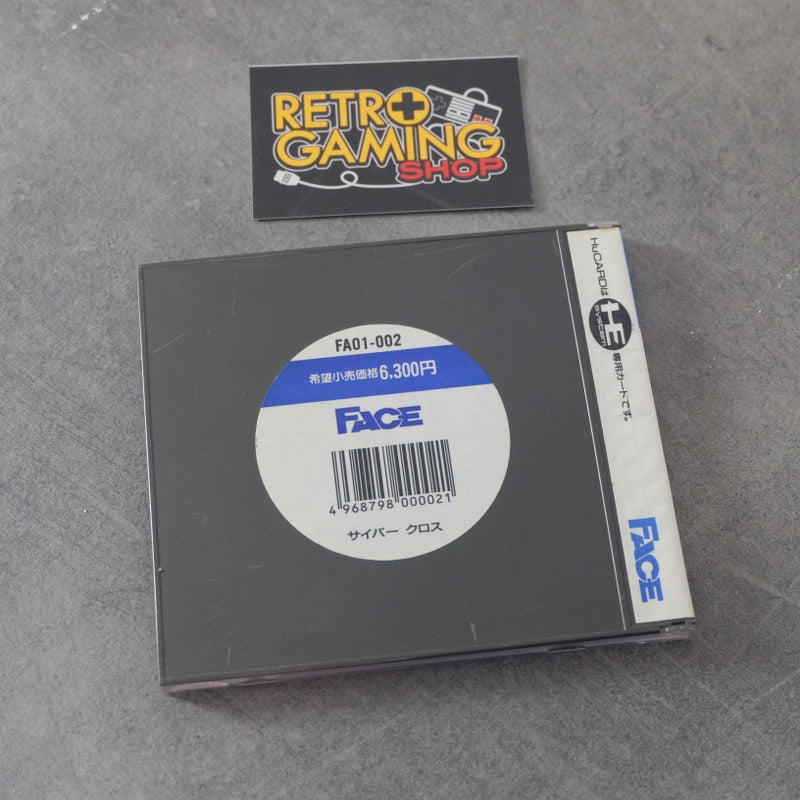 RETRO
GAMING
SHOP
FA01-002
希望小売価格6,300円
FACE
4 968798 000021
サイバー クロス
HuCARDは
HE
system
専用カードです。
FACE